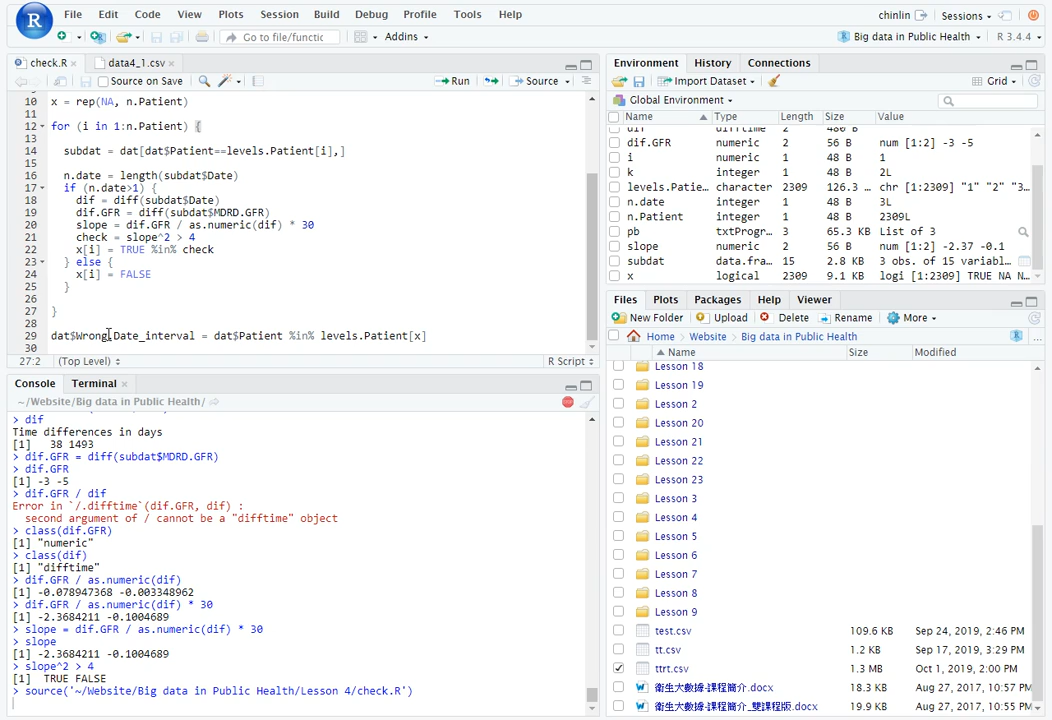 R File Edit Code View Plots Session Build Debug Profile Tools Help chinlin Sessions
Go to file/functic Addins Big data in Public Health R 3.4.4
check.R data4_1.csv
Source on Save Run Source
10 x = rep(NA, n.Patient)
11
12 for (i in 1:n.Patient) {
13
14 subdat = dat[dat$Patient==levels.Patient[i],]
15
16 n.date = length(subdat$Date)
17 if (n.date>1) {
18 dif = diff(subdat$Date)
19 dif.GFR = diff(subdat$MDRD.GFR)
20 slope = dif.GFR / as.numeric(dif) * 30
21 check = slope^2 > 4
22 x[i] = TRUE %in% check
23 } else {
24 x[i] = FALSE
25 }
26
27 }
28
29 dat$Wrong.Date_interval = dat$Patient %in% levels.Patient[x]
30
27:2 (Top Level) R Script
Console Terminal
~/Website/Big data in Public Health/
> dif
Time differences in days
[1] 38 1493
> dif.GFR = diff(subdat$MDRD.GFR)
> dif.GFR
[1] -3 -5
> dif.GFR / dif
Error in `/.difftime`(dif.GFR, dif) :
second argument of / cannot be a "difftime" object
> class(dif.GFR)
[1] "numeric"
> class(dif)
[1] "difftime"
> dif.GFR / as.numeric(dif)
[1] -0.078947368 -0.003348962
> dif.GFR / as.numeric(dif) * 30
[1] -2.3684211 -0.1004689
> slope = dif.GFR / as.numeric(dif) * 30
> slope
[1] -2.3684211 -0.1004689
> slope^2 > 4
[1] TRUE FALSE
> source('~/Website/Big data in Public Health/Lesson 4/check.R')
Environment History Connections
Import Dataset Grid
Global Environment
Name Type Length Size Value
dif difftime 2 480 B
dif.GFR numeric 2 56 B num [1:2] -3 -5
i numeric 1 48 B 1
k integer 1 48 B 2L
levels.Patie… character 2309 126.3 … chr [1:2309] "1" "2" "3…
n.date integer 1 48 B 3L
n.Patient integer 1 48 B 2309L
pb txtProgr… 3 65.3 KB List of 3
slope numeric 2 56 B num [1:2] -2.37 -0.1
subdat data.fra… 15 2.8 KB 3 obs. of 15 variabl…
x logical 2309 9.1 KB logi [1:2309] TRUE NA N…
Files Plots Packages Help Viewer
New Folder Upload Delete Rename More
Home Website Big data in Public Health
Name Size Modified
Lesson 18
Lesson 19
Lesson 2
Lesson 20
Lesson 21
Lesson 22
Lesson 23
Lesson 3
Lesson 4
Lesson 5
Lesson 6
Lesson 7
Lesson 8
Lesson 9
test.csv 109.6 KB Sep 24, 2019, 2:46 PM
tt.csv 1.2 KB Sep 17, 2019, 3:29 PM
ttrt.csv 1.3 MB Oct 1, 2019, 2:00 PM
衛生大數據-課程簡介.docx 18.3 KB Aug 27, 2017, 10:57 PM
衛生大數據-課程簡介_雙課程版.docx 19.9 KB Aug 27, 2017, 10:55 PM